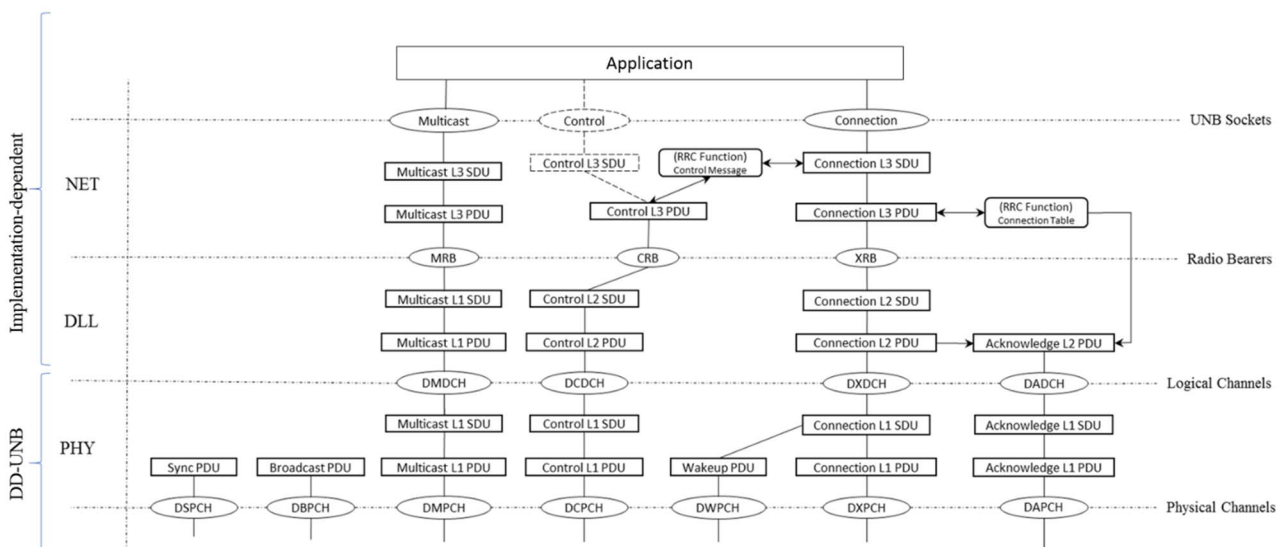 Application
Multicast
Control
Connection
UNB Sockets
Implementation-dependent
NET
Multicast L3 SDU
Control L3 SDU
(RRC Function)
Control Message
Connection L3 SDU
Multicast L3 PDU
Control L3 PDU
Connection L3 PDU
(RRC Function)
Connection Table
MRB
CRB
XRB
Radio Bearers
DLL
Multicast L1 SDU
Control L2 SDU
Connection L2 SDU
Multicast L1 PDU
Control L2 PDU
Connection L2 PDU
Acknowledge L2 PDU
DMDCH
DCDCH
DXDCH
DADCH
Logical Channels
DD-UNB
PHY
Multicast L1 SDU
Control L1 SDU
Connection L1 SDU
Acknowledge L1 SDU
Sync PDU
Broadcast PDU
Multicast L1 PDU
Control L1 PDU
Wakeup PDU
Connection L1 PDU
Acknowledge L1 PDU
DSPCH
DBPCH
DMPCH
DCPCH
DWPCH
DXPCH
DAPCH
Physical Channels